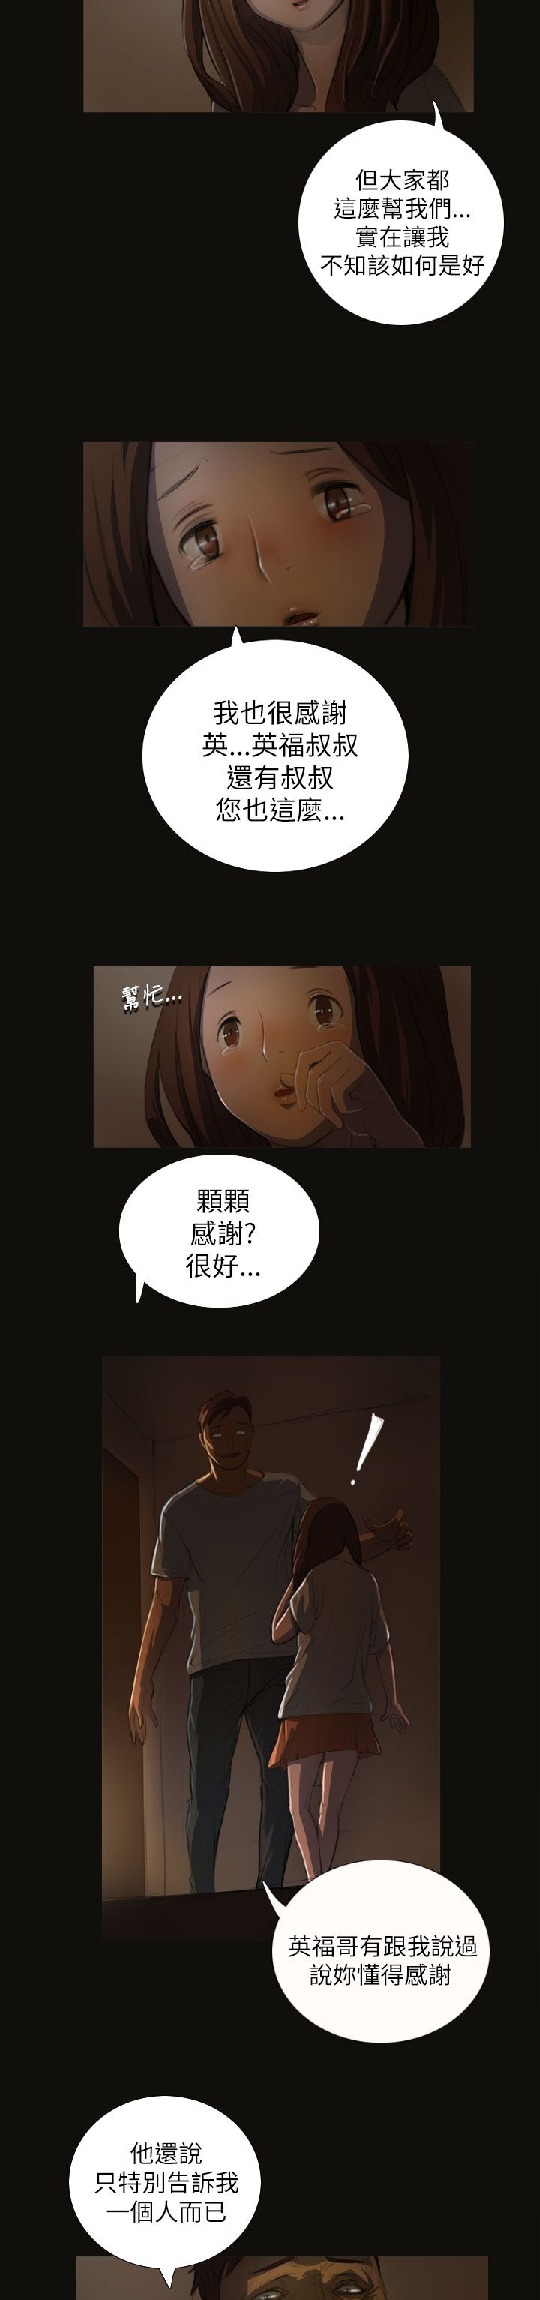 但大家都
這麼幫我們...
實在讓我
不知該如何是好
我也很感謝
英...英福叔叔
還有叔叔
您也這麼...
幫忙...
顆顆
感謝?
很好...
!
英福哥有跟我說過
說妳懂得感謝
他還說
只特別告訴我
一個人而已